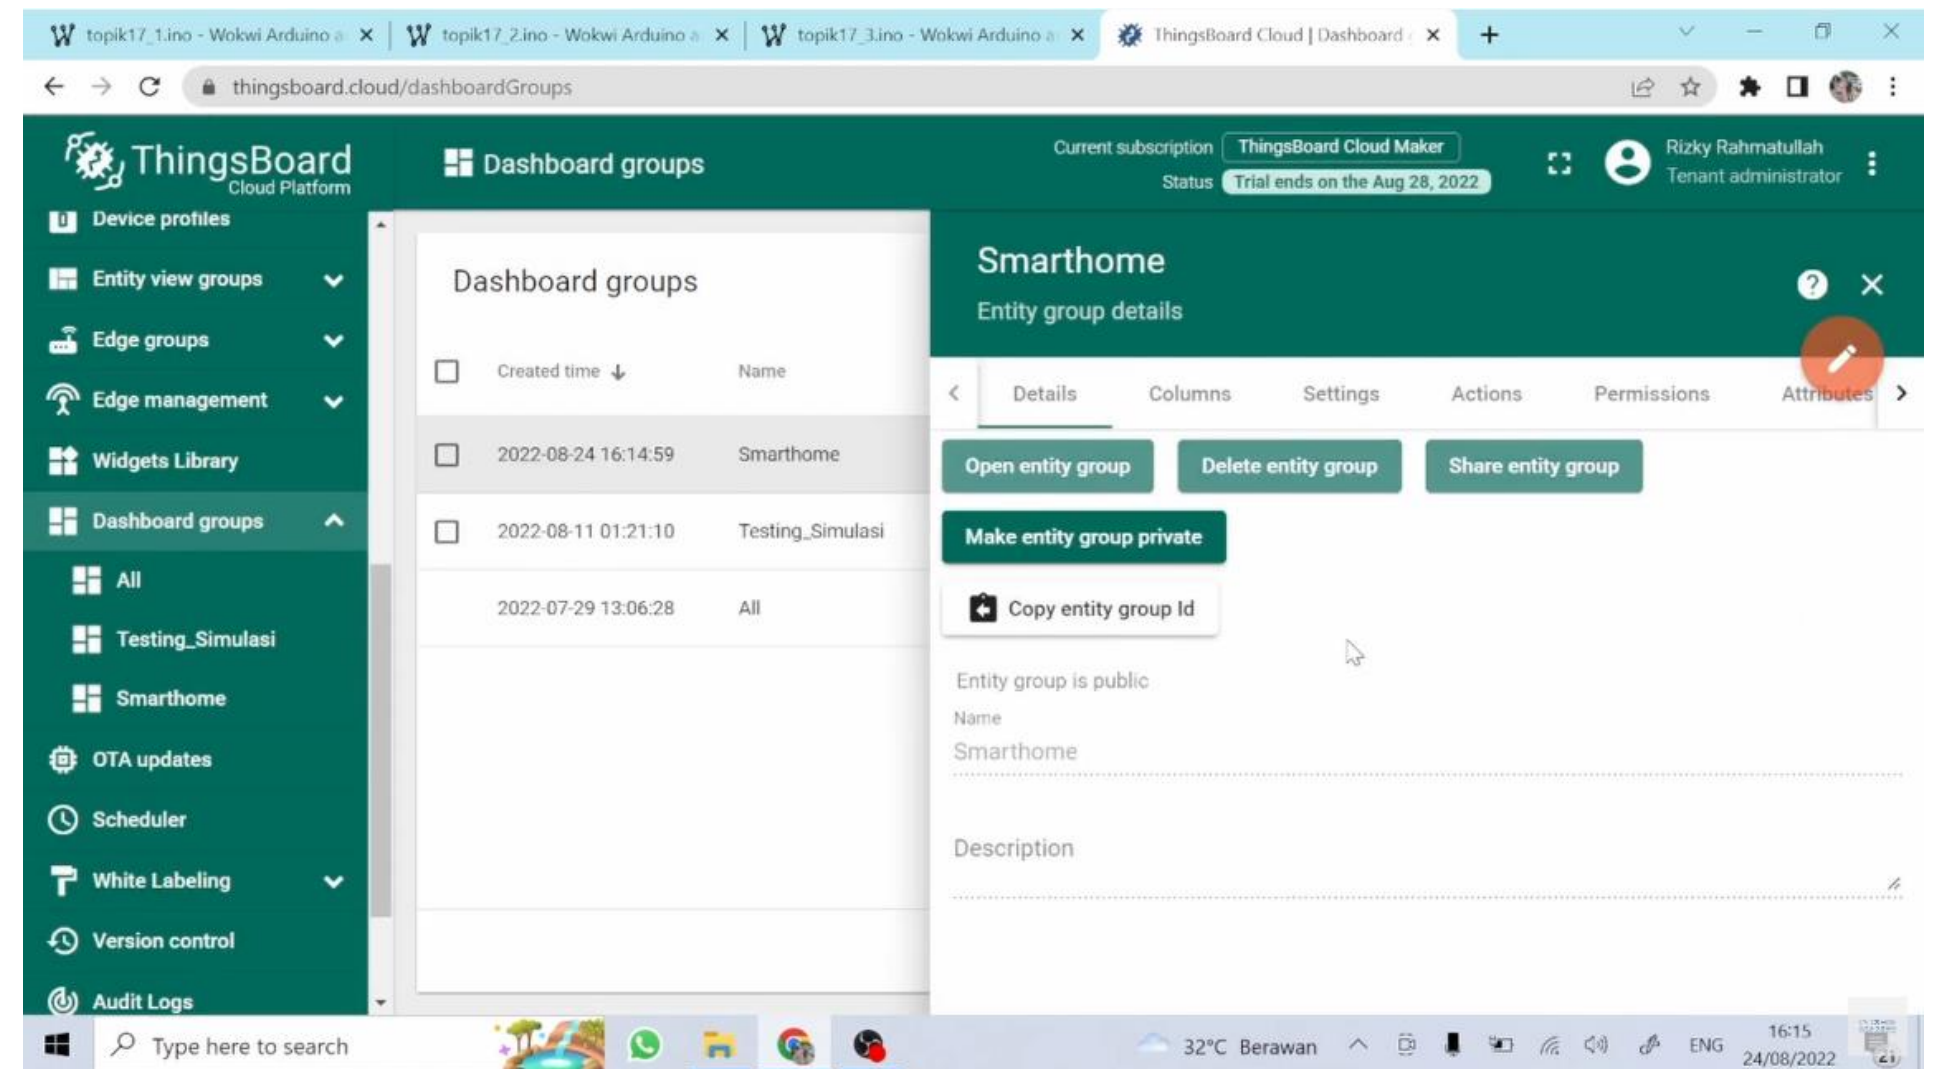 topik17_1.ino - Wokwi Arduino a
topik17_2.ino - Wokwi Arduino a
topik17_3.ino - Wokwi Arduino a
ThingsBoard Cloud | Dashboard
thingsboard.cloud/dashboardGroups
ThingsBoard
Cloud Platform
Dashboard groups
Current subscription ThingsBoard Cloud Maker
Status Trial ends on the Aug 28, 2022
Rizky Rahmatullah
Tenant administrator
Device profiles
Entity view groups
Edge groups
Edge management
Widgets Library
Dashboard groups
All
Testing_Simulasi
Smarthome
OTA updates
Scheduler
White Labeling
Version control
Audit Logs
Dashboard groups
Created time Name
2022-08-24 16:14:59 Smarthome
2022-08-11 01:21:10 Testing_Simulasi
2022-07-29 13:06:28 All
Smarthome
Entity group details
Details Columns Settings Actions Permissions Attributes
Open entity group Delete entity group Share entity group
Make entity group private
Copy entity group Id
Entity group is public
Name
Smarthome
Description
Type here to search
32°C Berawan
ENG
16:15
24/08/2022
21